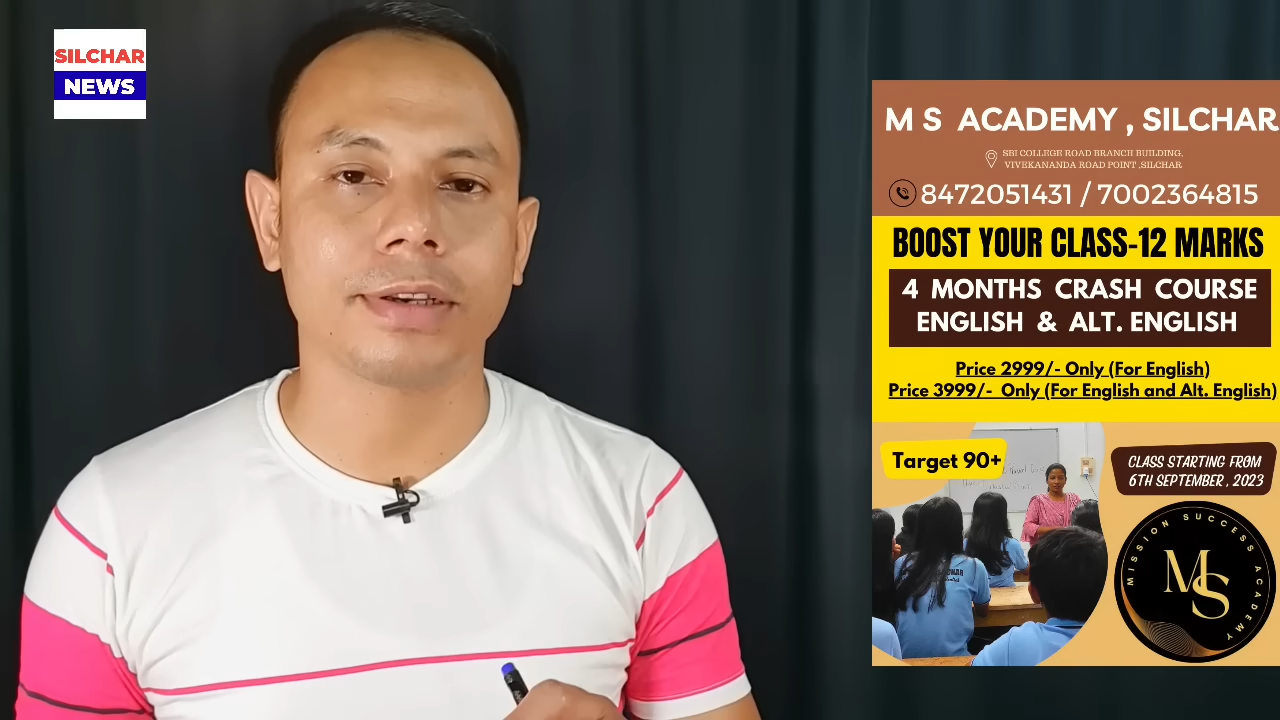 SILCHAR
NEWS
M S ACADEMY , SILCHAR
SBI COLLEGE ROAD BRANCH BUILDING,
VIVEKANANDA ROAD POINT ,SILCHAR
8472051431 / 7002364815
BOOST YOUR CLASS-12 MARKS
4 MONTHS CRASH COURSE
ENGLISH & ALT. ENGLISH
Price 2999/- Only (For English)
Price 3999/- Only (For English and Alt. English)
Target 90+
CLASS STARTING FROM
6TH SEPTEMBER , 2023
MISSION SUCCESS ACADEMY
MS